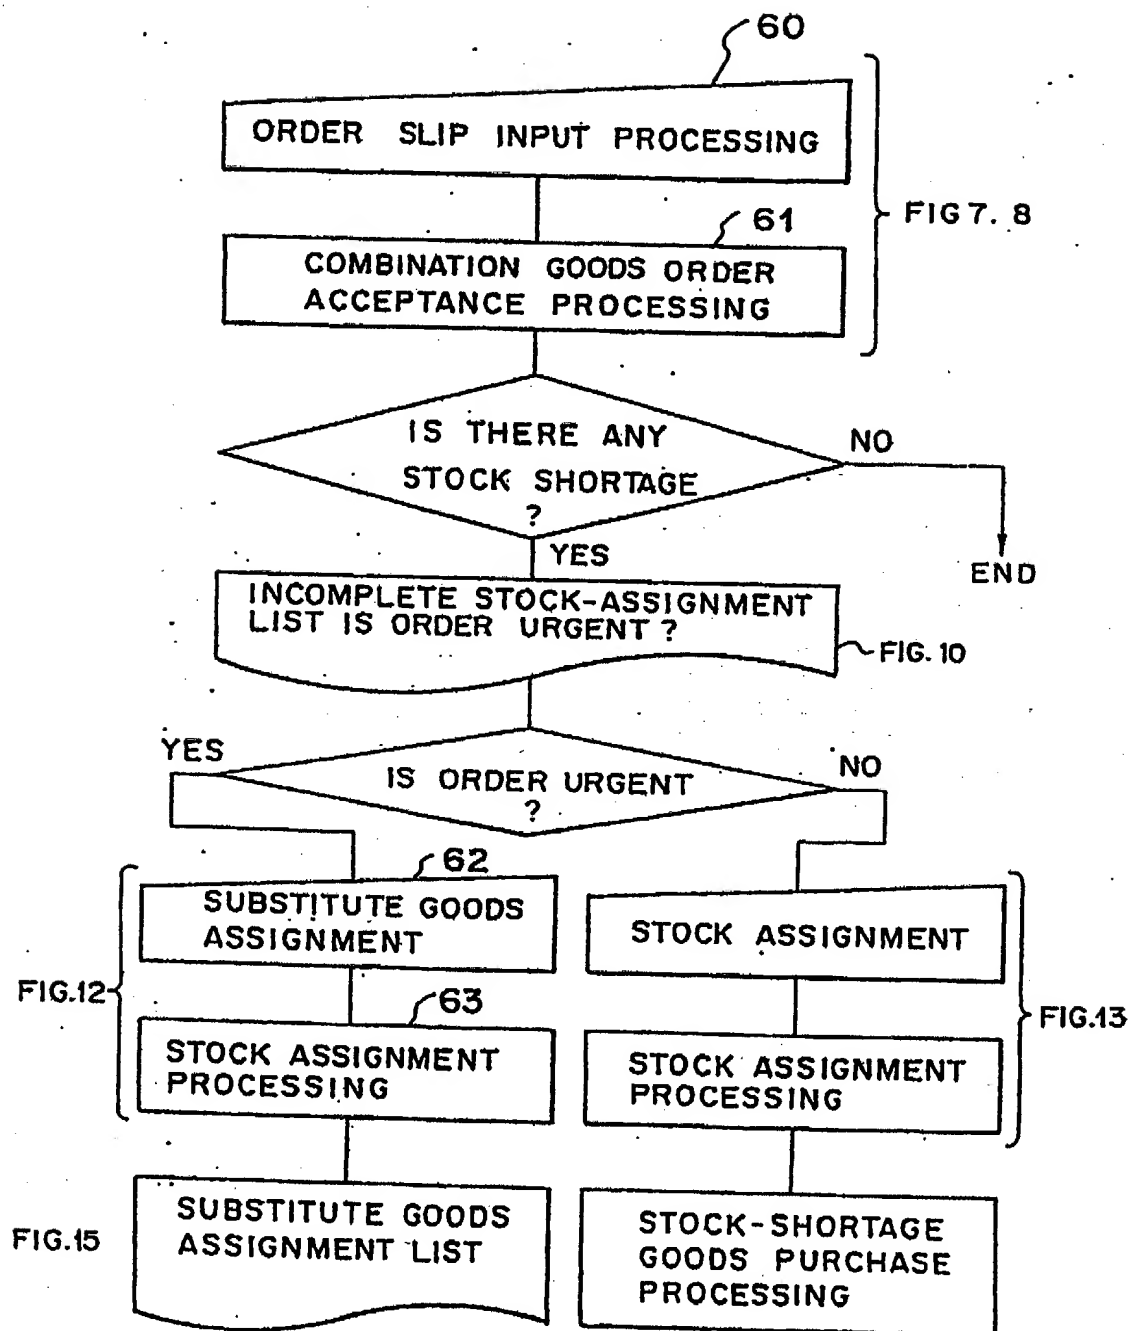 60
ORDER SLIP INPUT PROCESSING
FIG 7. 8
61
COMBINATION GOODS ORDER
ACCEPTANCE PROCESSING
IS THERE ANY
STOCK SHORTAGE
?
NO
END
YES
INCOMPLETE STOCK-ASSIGNMENT
LIST IS ORDER URGENT ?
FIG. 10
YES
IS ORDER URGENT
?
NO
62
SUBSTITUTE GOODS
ASSIGNMENT
FIG.12
63
STOCK ASSIGNMENT
PROCESSING
STOCK ASSIGNMENT
FIG.13
STOCK ASSIGNMENT
PROCESSING
FIG.15
SUBSTITUTE GOODS
ASSIGNMENT LIST
STOCK-SHORTAGE
GOODS PURCHASE
PROCESSING